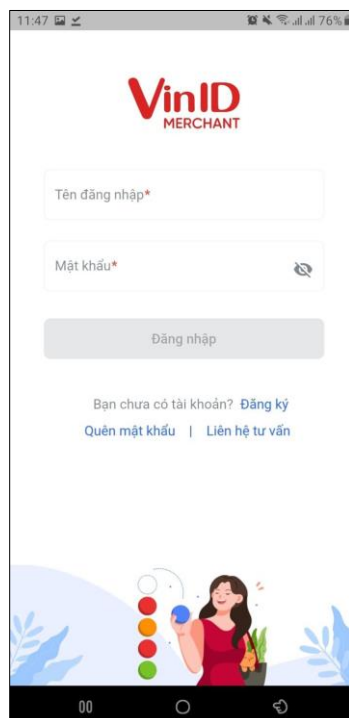 11:47 76%
VinID
MERCHANT
Tên đăng nhập*
Mật khẩu*
Đăng nhập
Bạn chưa có tài khoản? Đăng ký
Quên mật khẩu | Liên hệ tư vấn